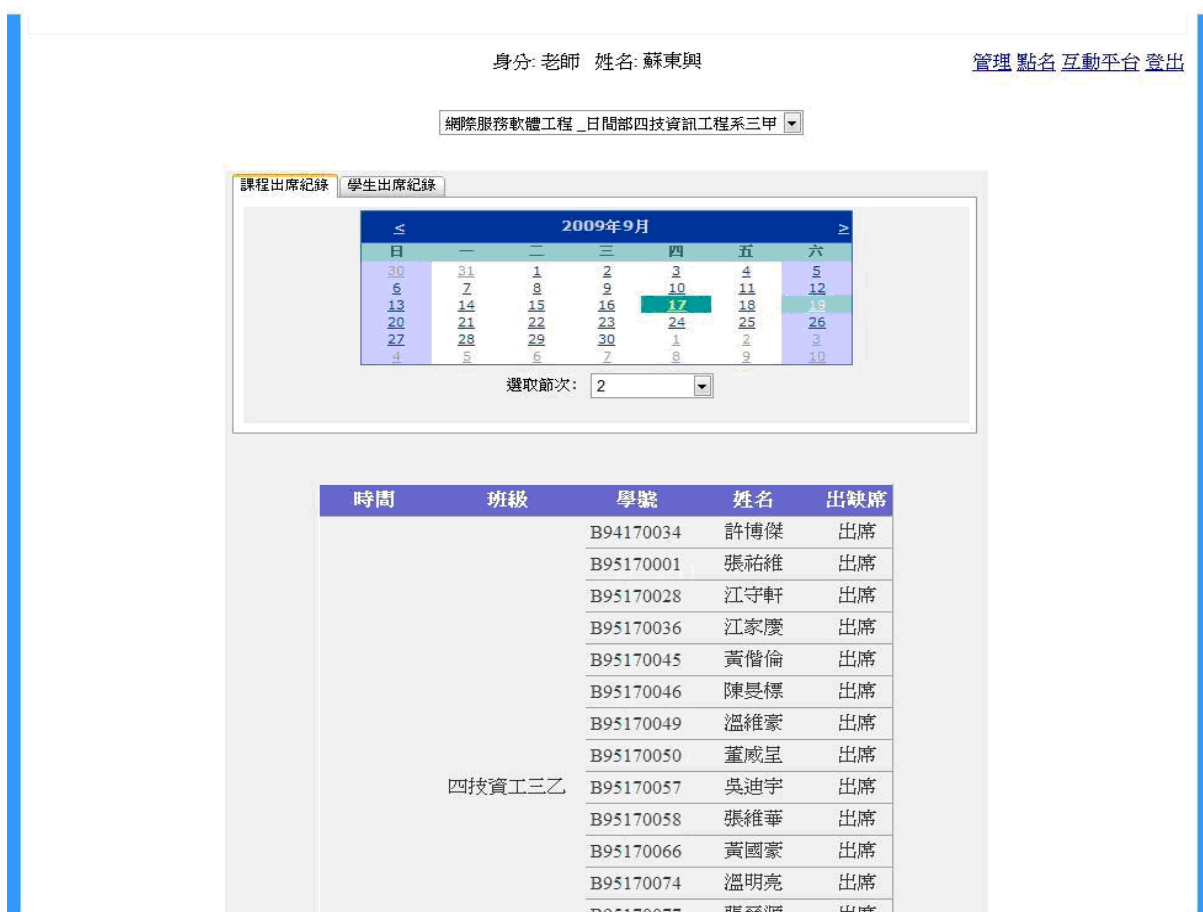 身分: 老師 姓名: 蘇東興
管理 點名 互動平台 登出
網際服務軟體工程 _日間部四技資訊工程系三甲
課程出席紀錄 學生出席紀錄
< 2009年9月 >
日 一 二 三 四 五 六
30 31 1 2 3 4 5
6 7 8 9 10 11 12
13 14 15 16 17 18 19
20 21 22 23 24 25 26
27 28 29 30 1 2 3
4 5 6 7 8 9 10
選取節次: 2
時間 班級 學號 姓名 出缺席
B94170034 許博傑 出席
B95170001 張祐維 出席
B95170028 江守軒 出席
B95170036 江家慶 出席
B95170045 黃偕倫 出席
B95170046 陳旻標 出席
B95170049 溫維豪 出席
B95170050 董威呈 出席
四技資工三乙 B95170057 吳迪宇 出席
B95170058 張維華 出席
B95170066 黃國豪 出席
B95170074 溫明亮 出席